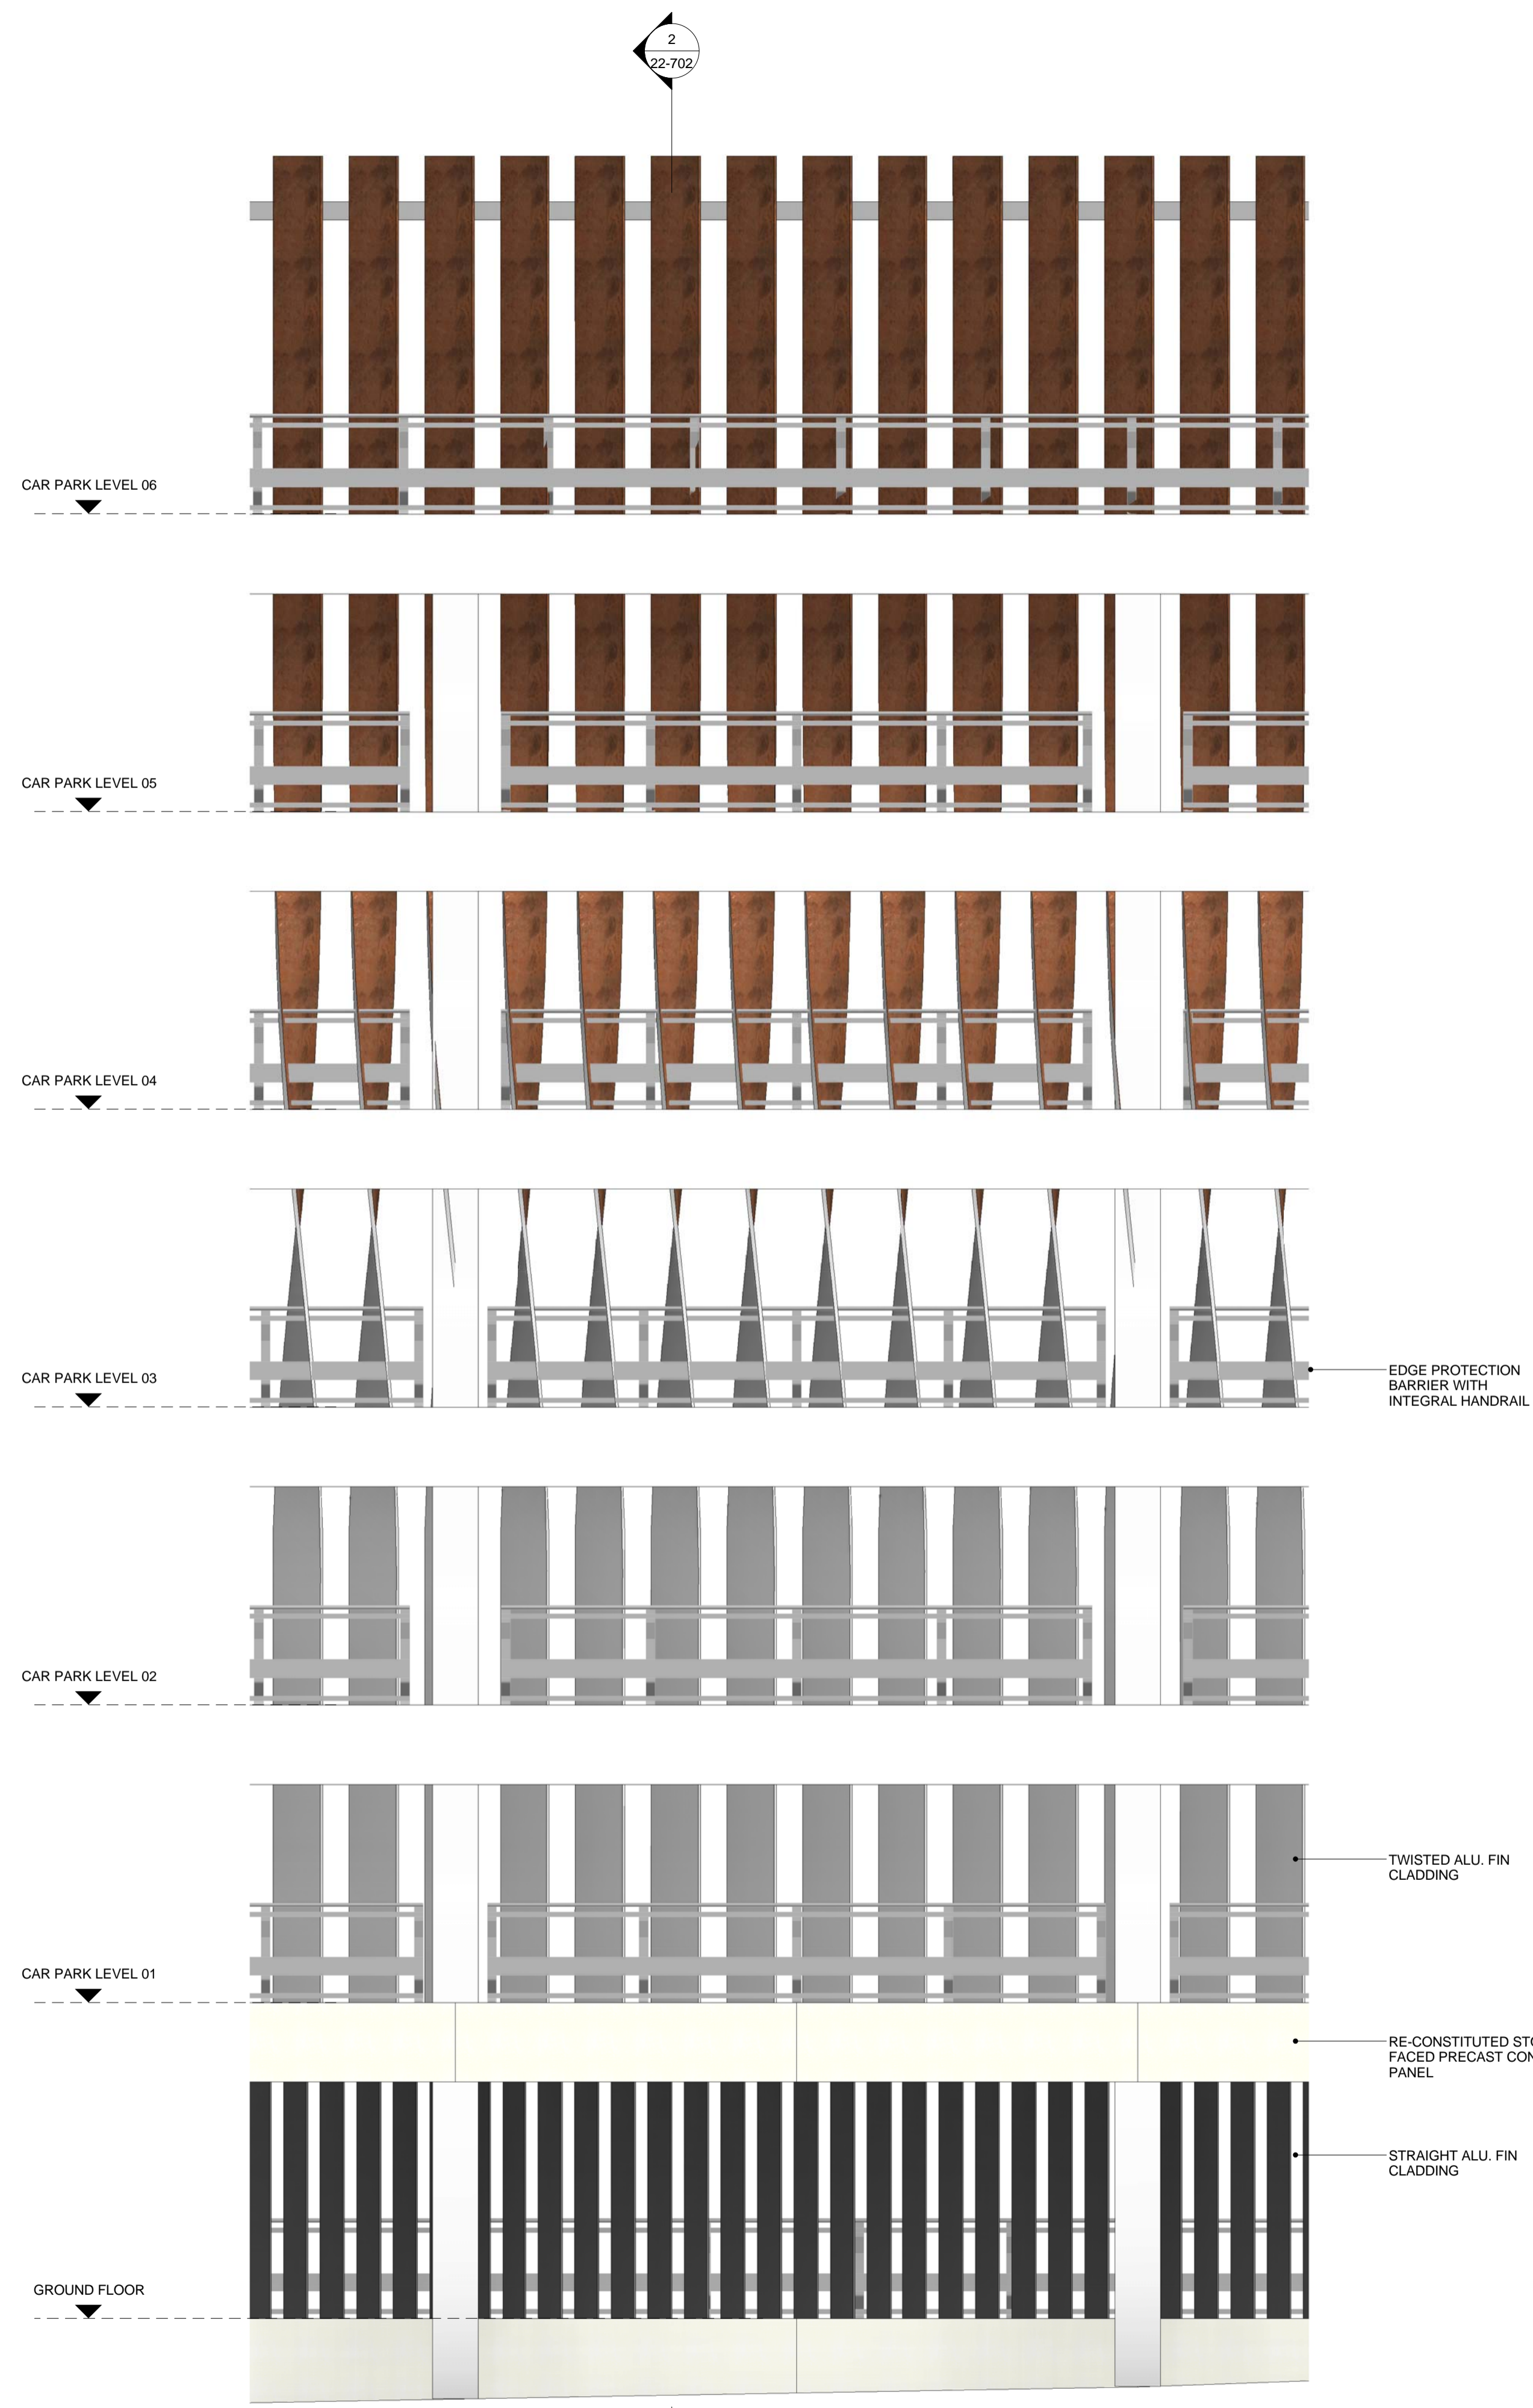 2
22-702
CAR PARK LEVEL 06
CAR PARK LEVEL 05
CAR PARK LEVEL 04
CAR PARK LEVEL 03
EDGE PROTECTION
BARRIER WITH
INTEGRAL HANDRAIL
CAR PARK LEVEL 02
TWISTED ALU. FIN
CLADDING
CAR PARK LEVEL 01
RE-CONSTITUTED
FACED PRECAST
PANEL
STRAIGHT ALU. FIN
CLADDING
GROUND FLOOR